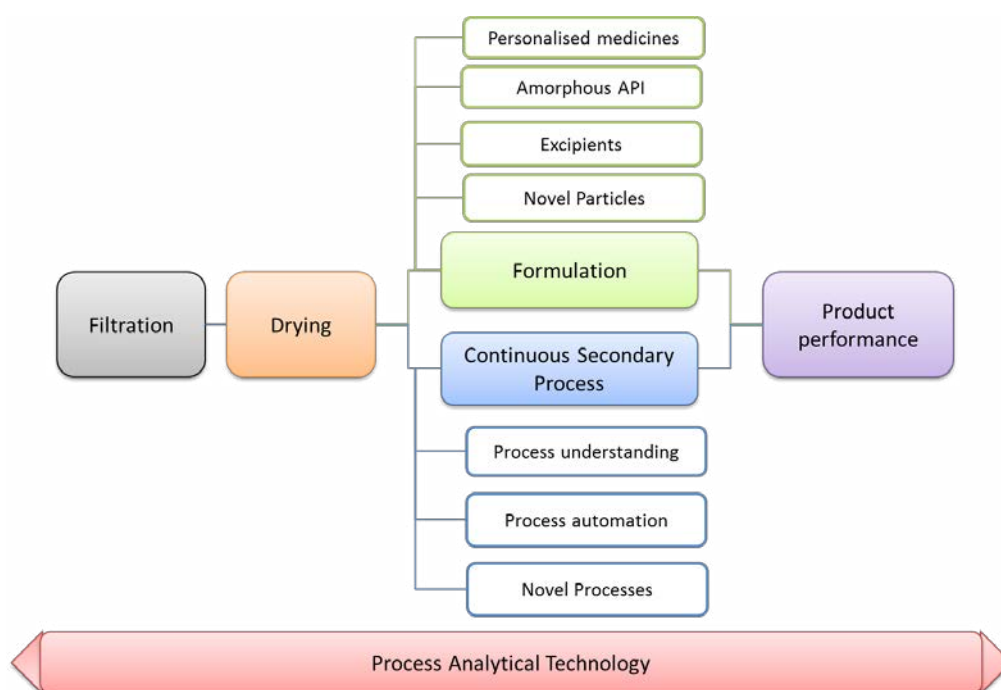 Personalised medicines
Amorphous API
Excipients
Novel Particles
Formulation
Filtration
Drying
Continuous Secondary
Process
Product
performance
Process understanding
Process automation
Novel Processes
Process Analytical Technology